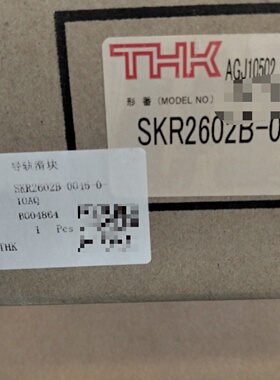 THK
AGJ10502
形番(MODEL NO.)
SKR2602B-0
导轨滑块
SKR2602B-0015-0-
10AQ
B004864
1 Pcs
THK